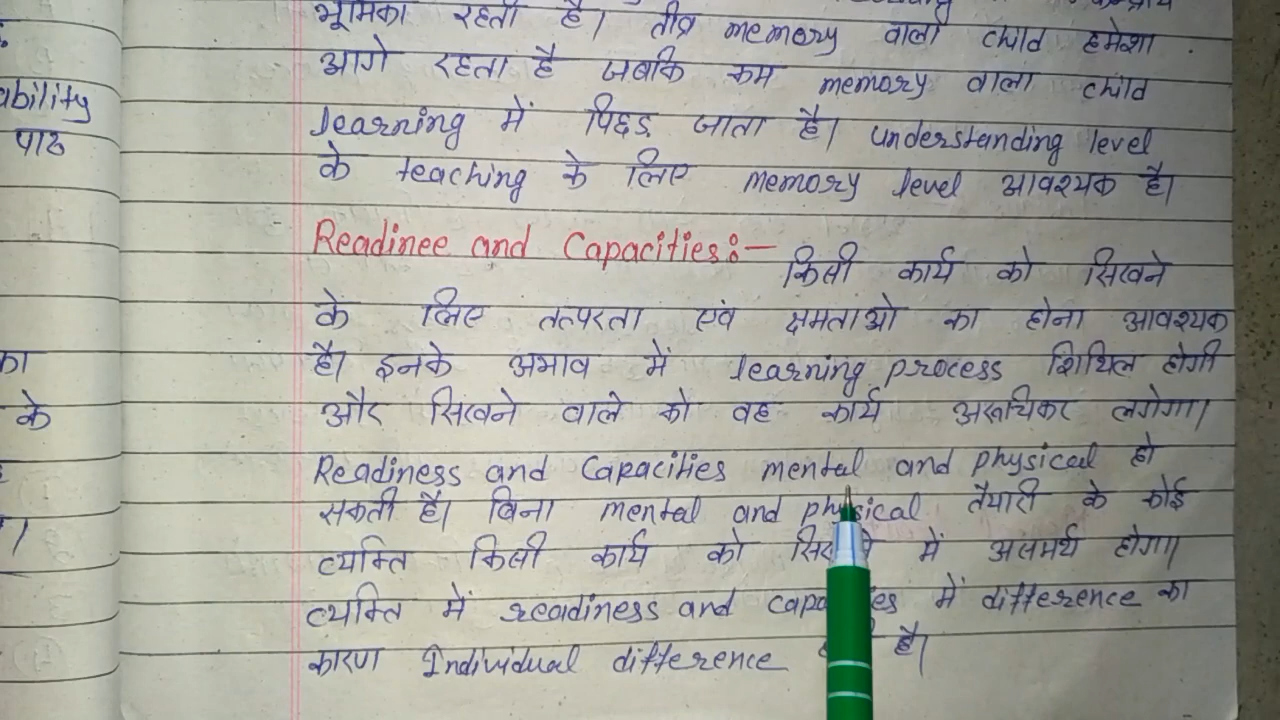 भूमिका रहती है। तीव्र memory वाला child हमेशा
आगे रहता है जबकि कम memory वाला child
ability
learning में पिछड़ जाता है। understanding level
पाठ
के teaching के लिए memory level आवश्यक है।
Readinee and Capacities:-
किसी कार्य को सिखने
के लिए तत्परता एवं क्षमताओ का होना आवश्यक
का
है। इनके अभाव में learning process शिथिल होगी
के
और सिखने वाले को वह कार्य अरूचिकर लगेगा।
Readiness and Capacities mental and physical हो
सकती है। बिना mental and physical तैयारी के कोई
व्यक्ति किसी कार्य को में असमर्थ होगा।
व्यक्ति में readiness and में difference का
कारण Individual difference है।